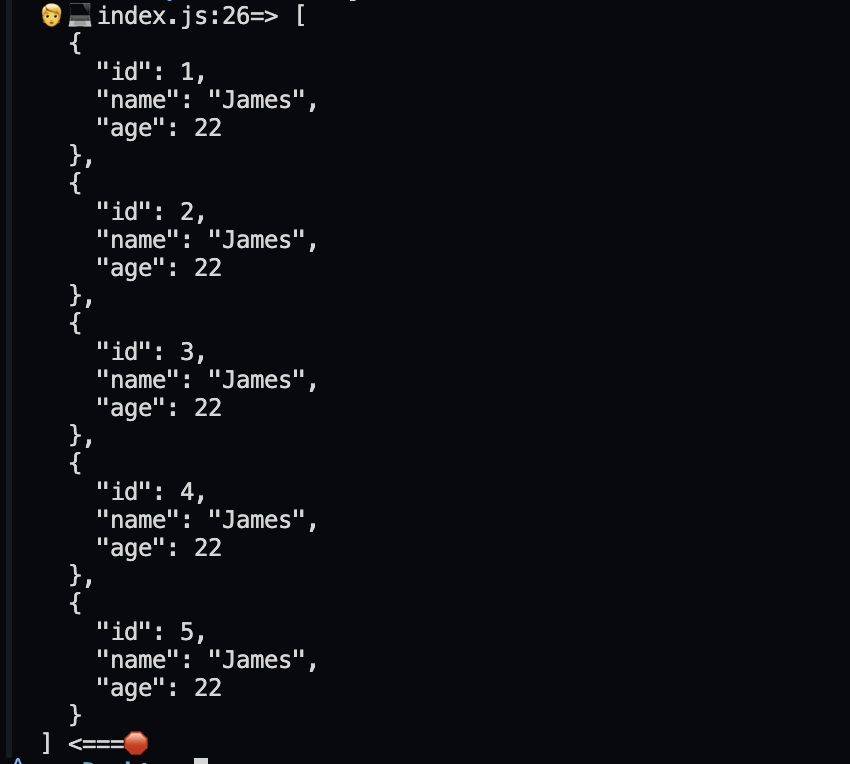 🧑‍💻index.js:26=> [
{
"id": 1,
"name": "James",
"age": 22
},
{
"id": 2,
"name": "James",
"age": 22
},
{
"id": 3,
"name": "James",
"age": 22
},
{
"id": 4,
"name": "James",
"age": 22
},
{
"id": 5,
"name": "James",
"age": 22
}
] <===🛑